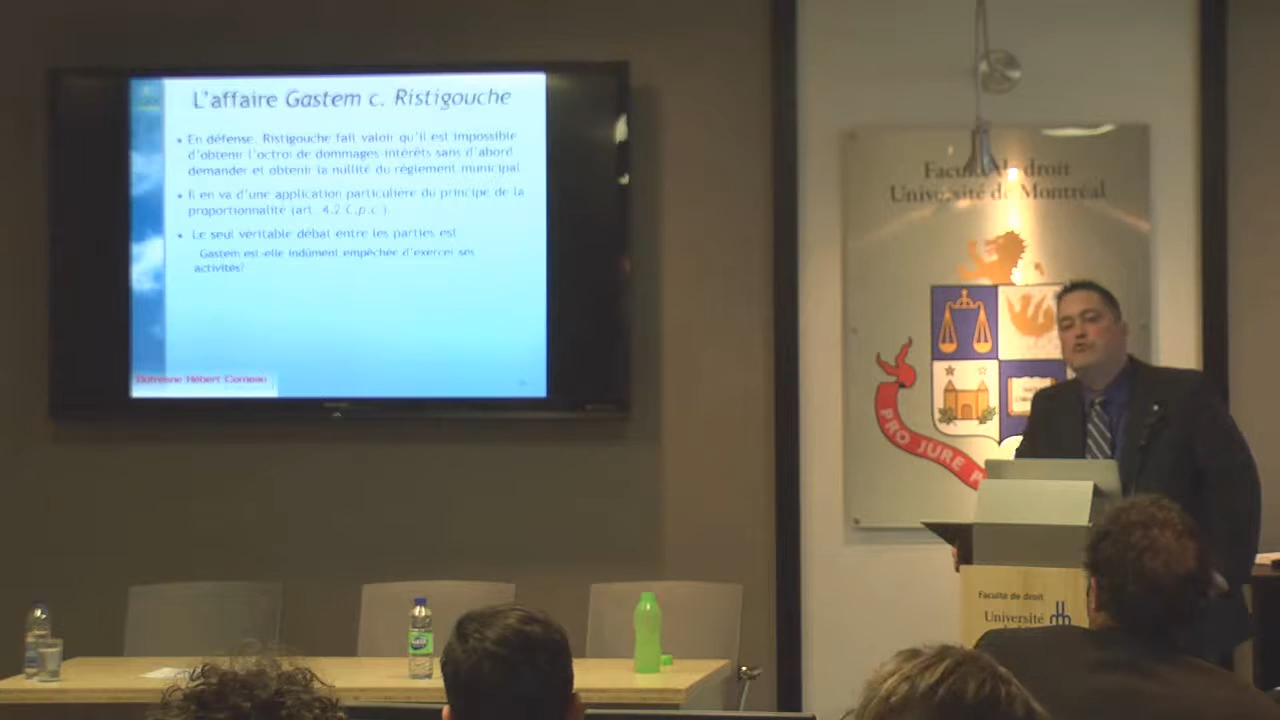 L'affaire Gastem c. Ristigouche
• En défense, Ristigouche fait valoir qu'il est impossible
d'obtenir l'octroi de dommages-intérêts sans d'abord
demander et obtenir la nullité du règlement municipal
• Il en va d'une application particulière du principe de la
proportionnalité (art. 4.2 C.p.c.)
• Le seul véritable débat entre les parties est
Gastem est-elle indûment empêchée d'exercer ses
activités?
Dufresne Hébert Comeau
Faculté de droit
Université de Montréal
PRO JURE
Faculté de droit
Université